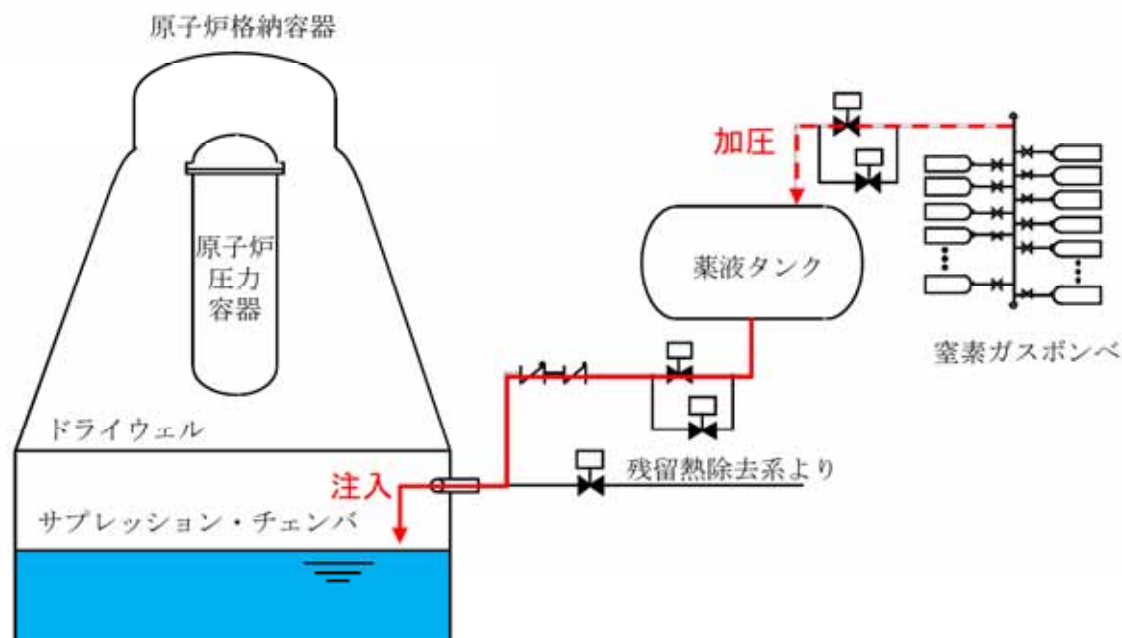 原子炉格納容器
加圧
原子炉
圧力
容器
薬液タンク
窒素ガスボンベ
ドライウェル
残留熱除去系より
注入
サプレッション・チェンバ